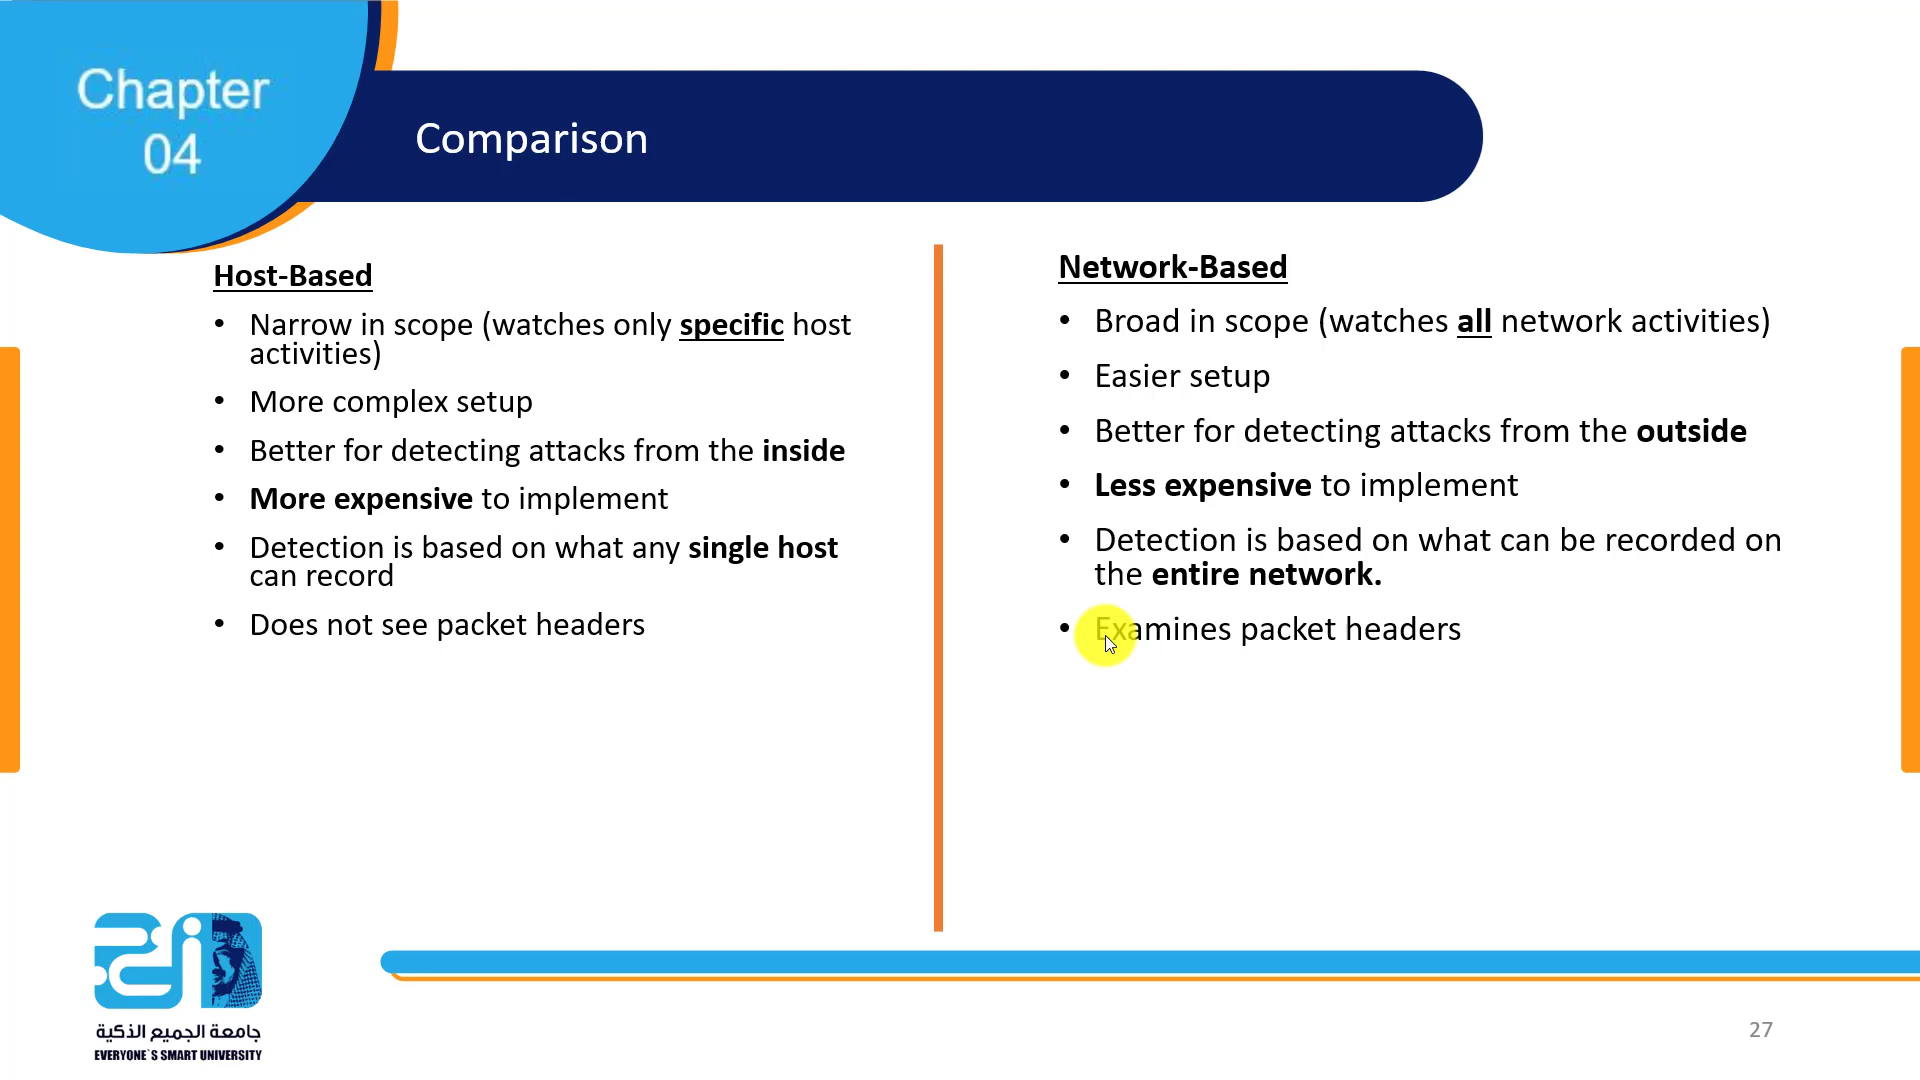 Chapter
04
Comparison
Host-Based
• Narrow in scope (watches only specific host
activities)
• More complex setup
• Better for detecting attacks from the inside
• More expensive to implement
• Detection is based on what any single host
can record
• Does not see packet headers
Network-Based
• Broad in scope (watches all network activities)
• Easier setup
• Better for detecting attacks from the outside
• Less expensive to implement
• Detection is based on what can be recorded on
the entire network.
• Examines packet headers
جامعة الجميع الذكية
EVERYONE`S SMART UNIVERSITY
27